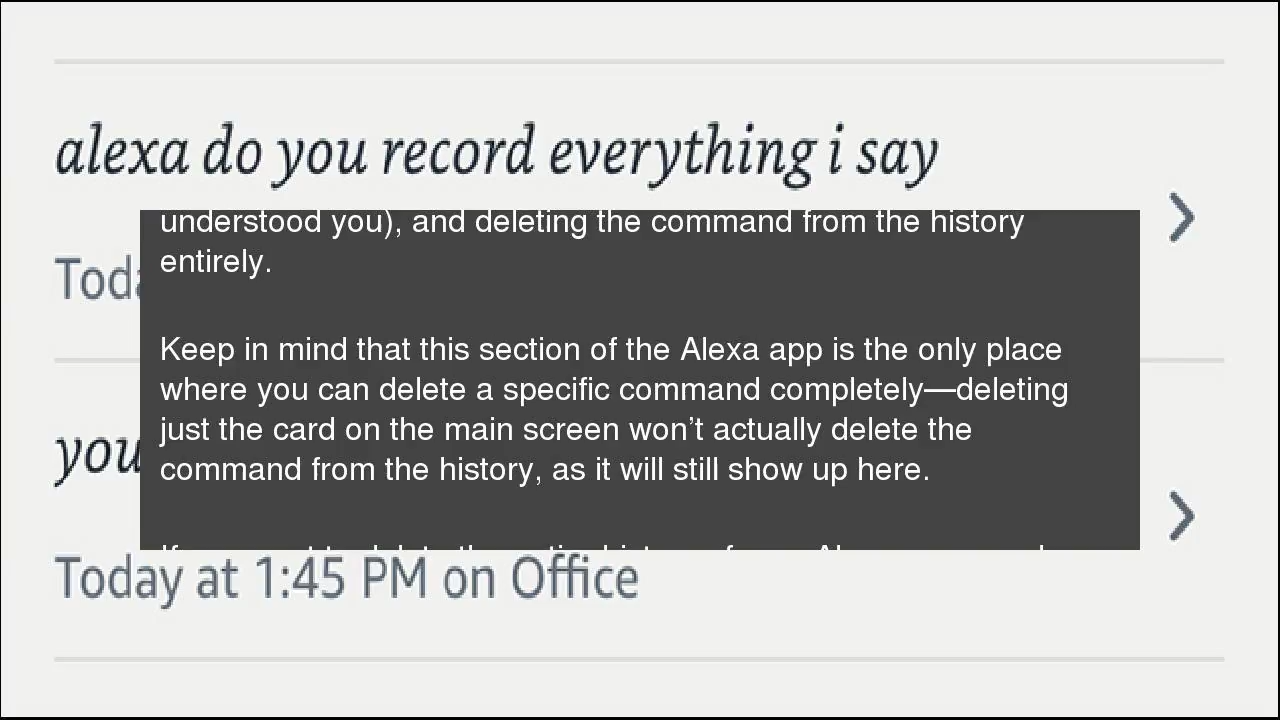 alexa do you record everything i say
understood you), and deleting the command from the history
entirely.
Toda
Keep in mind that this section of the Alexa app is the only place
where you can delete a specific command completely—deleting
just the card on the main screen won’t actually delete the
command from the history, as it will still show up here.
you
Today at 1:45 PM on Office